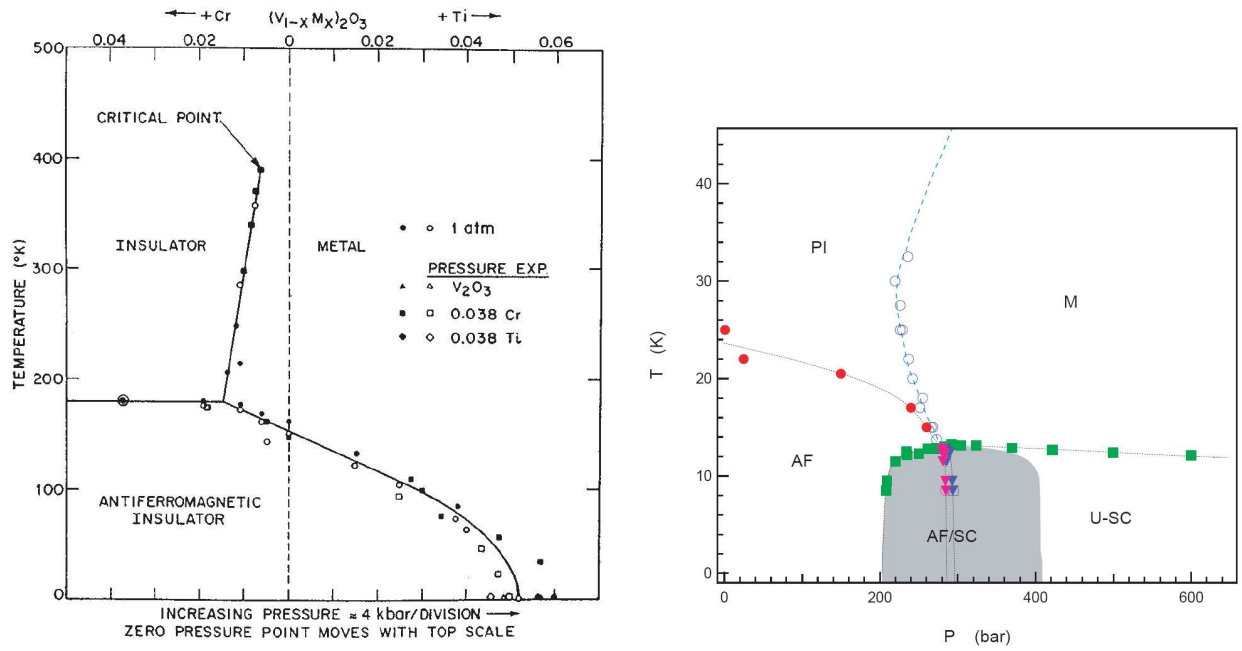 ←+Cr (V1-XMX)2O3 +Ti→
0.04 0.02 0 0.02 0.04 0.06
500
CRITICAL POINT
400
INSULATOR METAL
1 atm
PRESSURE EXP.
V2O3
0.038 Cr
0.038 Ti
300
TEMPERATURE (°K)
200
100
ANTIFERROMAGNETIC
INSULATOR
0
INCREASING PRESSURE ≈ 4 kbar/DIVISION →
ZERO PRESSURE POINT MOVES WITH TOP SCALE
40
PI
M
30
T (K)
20
AF
10
U-SC
AF/SC
0
0 200 400 600
P (bar)